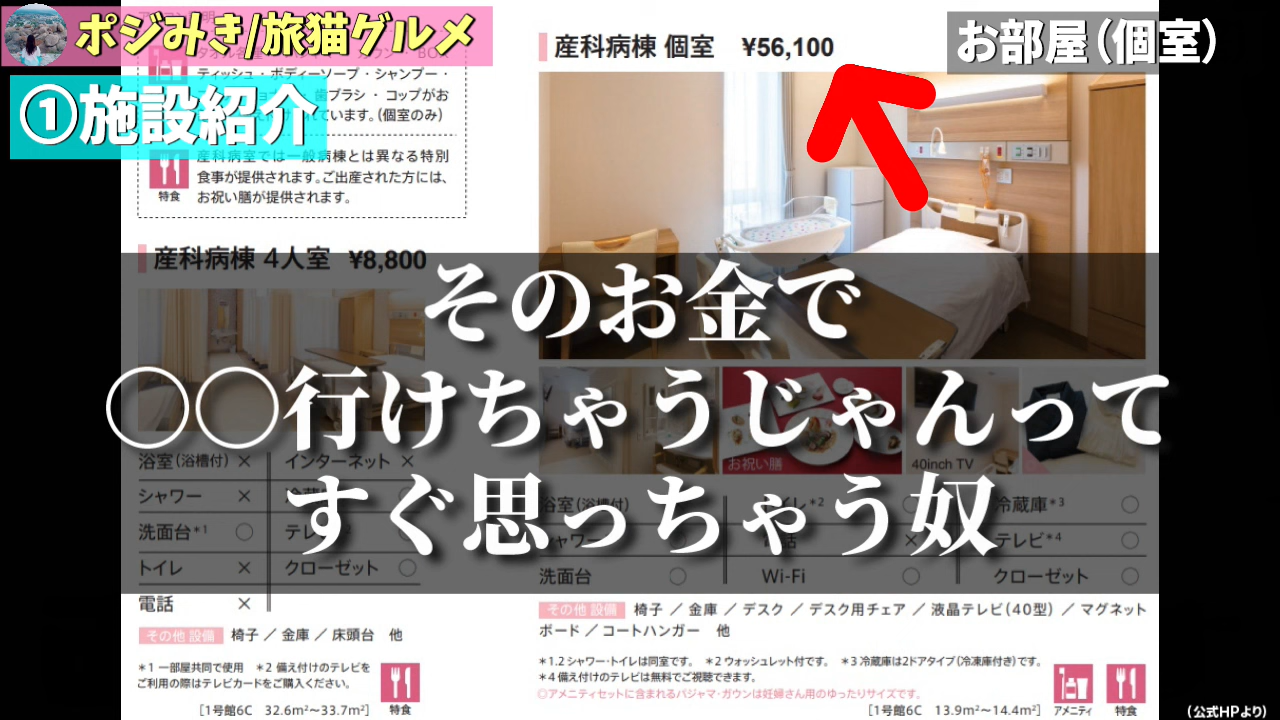 ポジみき/旅猫グルメ
①施設紹介
お部屋(個室)
ティッシュ・ボディーソープ・シャンプー・
歯ブラシ・コップがお
ています。(個室のみ)
産科病室では一般病棟とは異なる特別
食事が提供されます。ご出産された方には、
お祝い膳が提供されます。
特食
産科病棟 4人室 ¥8,800
産科病棟 個室 ¥56,100
そのお金で
○○行けちゃうじゃんって
すぐ思っちゃう奴
お祝い膳
40inch TV
浴室(浴槽付) ×
インターネット ×
シャワー ×
洗面台*1 ○
トイレ ×
クローゼット ○
電話 ×
その他 設備 椅子 / 金庫 / 床頭台 他
*1 一部屋共同で使用 *2 備え付けのテレビを
ご利用の際はテレビカードをご購入ください。
[1号館6C 32.6m²~33.7m²]
特食
浴室(浴槽付)
冷蔵庫*3 ○
テレビ*4 ○
洗面台 ○
Wi-Fi ○
クローゼット ○
その他 設備 椅子 / 金庫 / デスク / デスク用チェア / 液晶テレビ(40型) / マグネット
ボード / コートハンガー 他
*1.2 シャワー・トイレは同室です。 *2 ウォッシュレット付です。 *3 冷蔵庫は2ドアタイプ(冷凍庫付き)です。
*4 備え付けのテレビは無料でご視聴できます。
◎アメニティセットに含まれるパジャマ・ガウンは妊婦さん用のゆったりサイズです。
[1号館6C 13.9m²~14.4m²]
アメニティ
特食
(公式HPより)